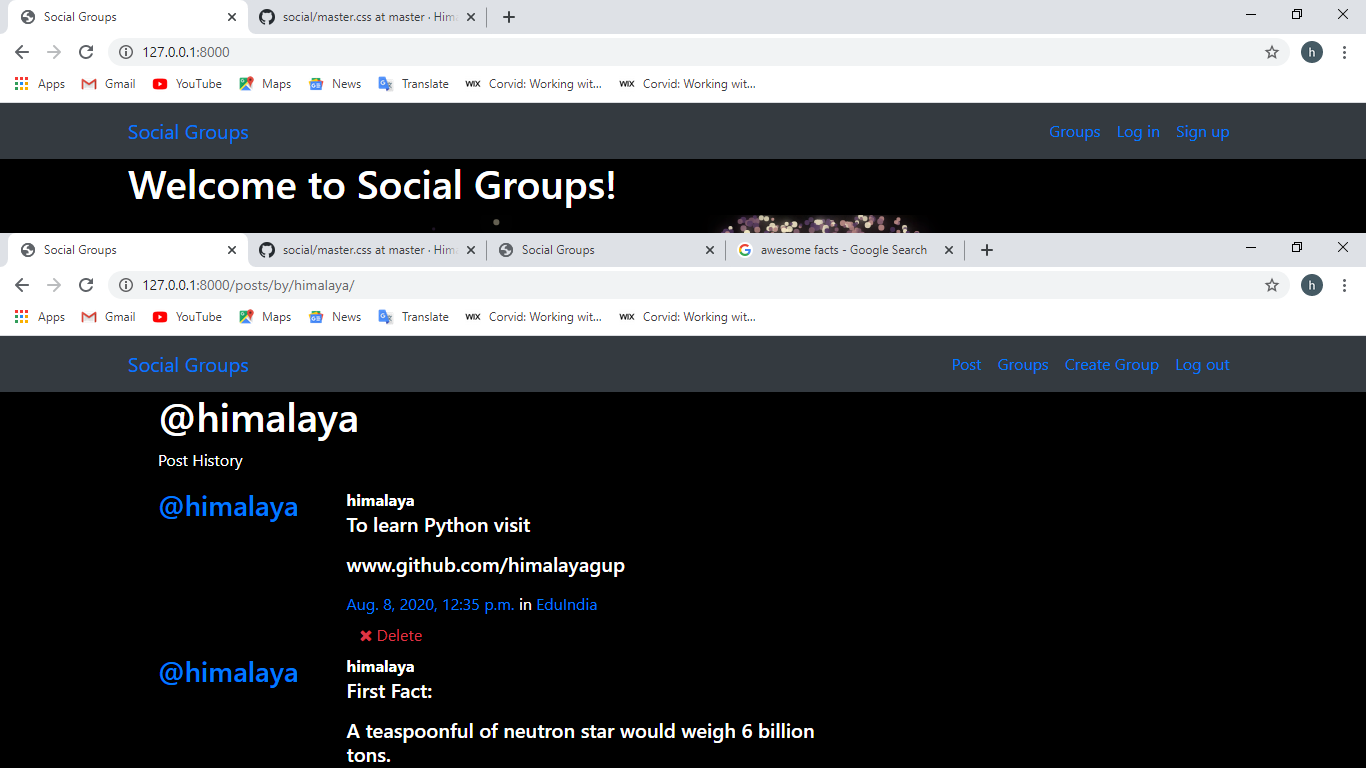 Social Groups social/master.css at master · Him
127.0.0.1:8000 h
Apps Gmail YouTube Maps News Translate WIX Corvid: Working wit... WIX Corvid: Working wit...
Social Groups Groups Log in Sign up
Welcome to Social Groups!
Social Groups social/master.css at master · Him Social Groups awesome facts - Google Search
127.0.0.1:8000/posts/by/himalaya/ h
Apps Gmail YouTube Maps News Translate WIX Corvid: Working wit... WIX Corvid: Working wit...
Social Groups Post Groups Create Group Log out
@himalaya
Post History
@himalaya himalaya
To learn Python visit
www.github.com/himalayagup
Aug. 8, 2020, 12:35 p.m. in EduIndia
Delete
@himalaya himalaya
First Fact:
A teaspoonful of neutron star would weigh 6 billion
tons.